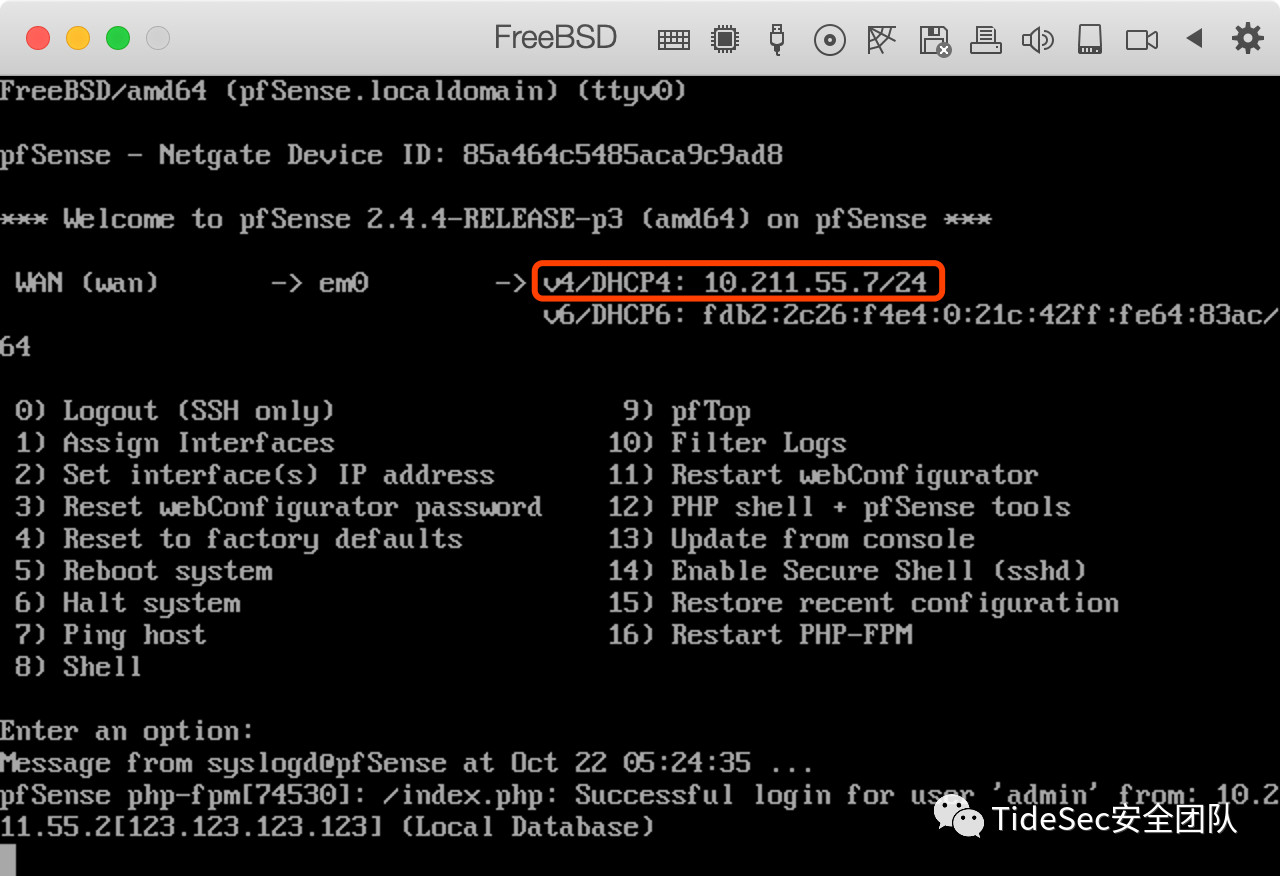 FreeBSD
FreeBSD/amd64 (pfSense.localdomain) (ttyv0)
pfSense - Netgate Device ID: 85a464c5485aca9c9ad8
*** Welcome to pfSense 2.4.4-RELEASE-p3 (amd64) on pfSense ***
WAN (wan) -> em0 -> v4/DHCP4: 10.211.55.7/24
v6/DHCP6: fdb2:2c26:f4e4:0:21c:42ff:fe64:83ac/
64
0) Logout (SSH only) 9) pfTop
1) Assign Interfaces 10) Filter Logs
2) Set interface(s) IP address 11) Restart webConfigurator
3) Reset webConfigurator password 12) PHP shell + pfSense tools
4) Reset to factory defaults 13) Update from console
5) Reboot system 14) Enable Secure Shell (sshd)
6) Halt system 15) Restore recent configuration
7) Ping host 16) Restart PHP-FPM
8) Shell
Enter an option:
Message from syslogd@pfSense at Oct 22 05:24:35 ...
pfSense php-fpm[74530]: /index.php: Successful login for user 'admin' from: 10.2
11.55.2[123.123.123.123] (Local Database)
TideSec安全团队